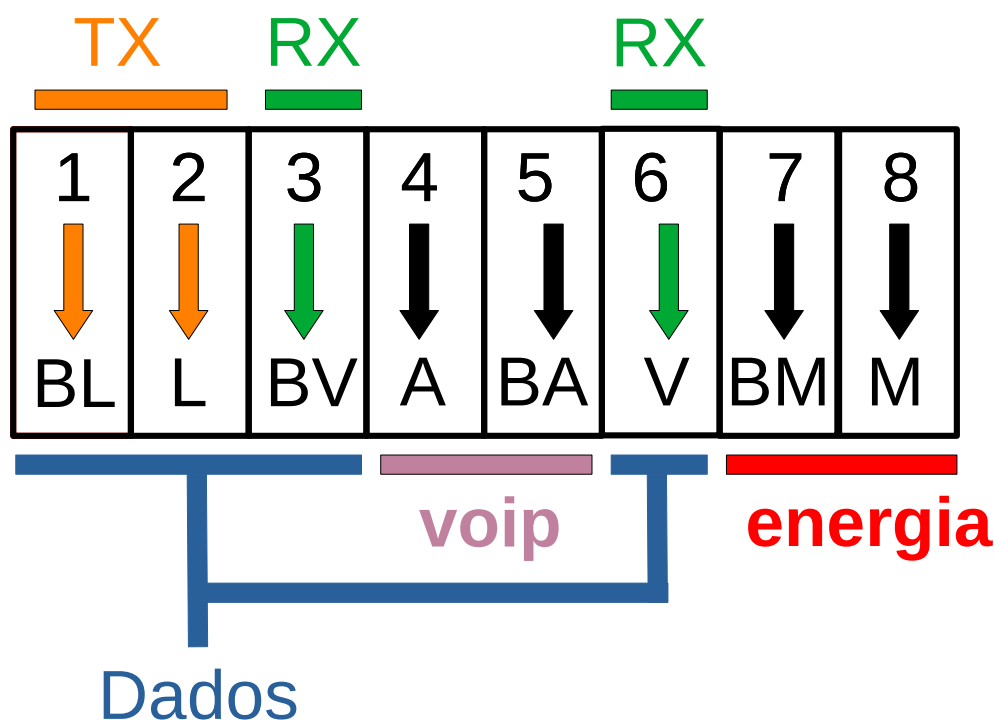 TX RX RX
1 2 3 4 5 6 7 8
BL L BV A BA V BM M
voip energia
Dados